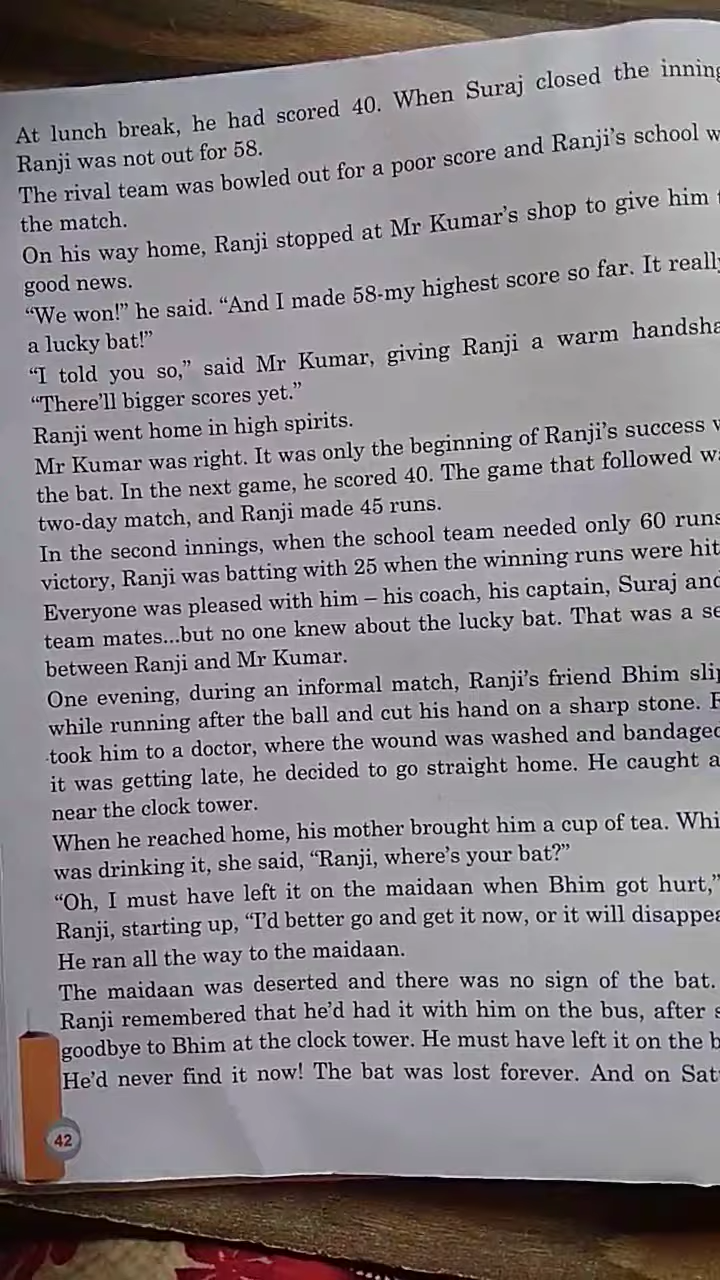 At lunch break, he had scored 40. When Suraj closed the inning
Ranji was not out for 58.
The rival team was bowled out for a poor score and Ranji's school w
the match.
On his way home, Ranji stopped at Mr Kumar's shop to give him
good news.
“We won!” he said. “And I made 58-my highest score so far. It really
a lucky bat!”
“I told you so,” said Mr Kumar, giving Ranji a warm handsha
“There'll bigger scores yet.”
Ranji went home in high spirits.
Mr Kumar was right. It was only the beginning of Ranji's success
the bat. In the next game, he scored 40. The game that followed wa
two-day match, and Ranji made 45 runs.
In the second innings, when the school team needed only 60 runs
victory, Ranji was batting with 25 when the winning runs were hit
Everyone was pleased with him – his coach, his captain, Suraj and
team mates...but no one knew about the lucky bat. That was a se
between Ranji and Mr Kumar.
One evening, during an informal match, Ranji's friend Bhim slip
while running after the ball and cut his hand on a sharp stone.
took him to a doctor, where the wound was washed and bandaged
it was getting late, he decided to go straight home. He caught a
near the clock tower.
When he reached home, his mother brought him a cup of tea. Whi
was drinking it, she said, “Ranji, where's your bat?”
“Oh, I must have left it on the maidaan when Bhim got hurt,”
Ranji, starting up, “I'd better go and get it now, or it will disappea
He ran all the way to the maidaan.
The maidaan was deserted and there was no sign of the bat.
Ranji remembered that he'd had it with him on the bus, after s
goodbye to Bhim at the clock tower. He must have left it on the b
He'd never find it now! The bat was lost forever. And on Sat
42